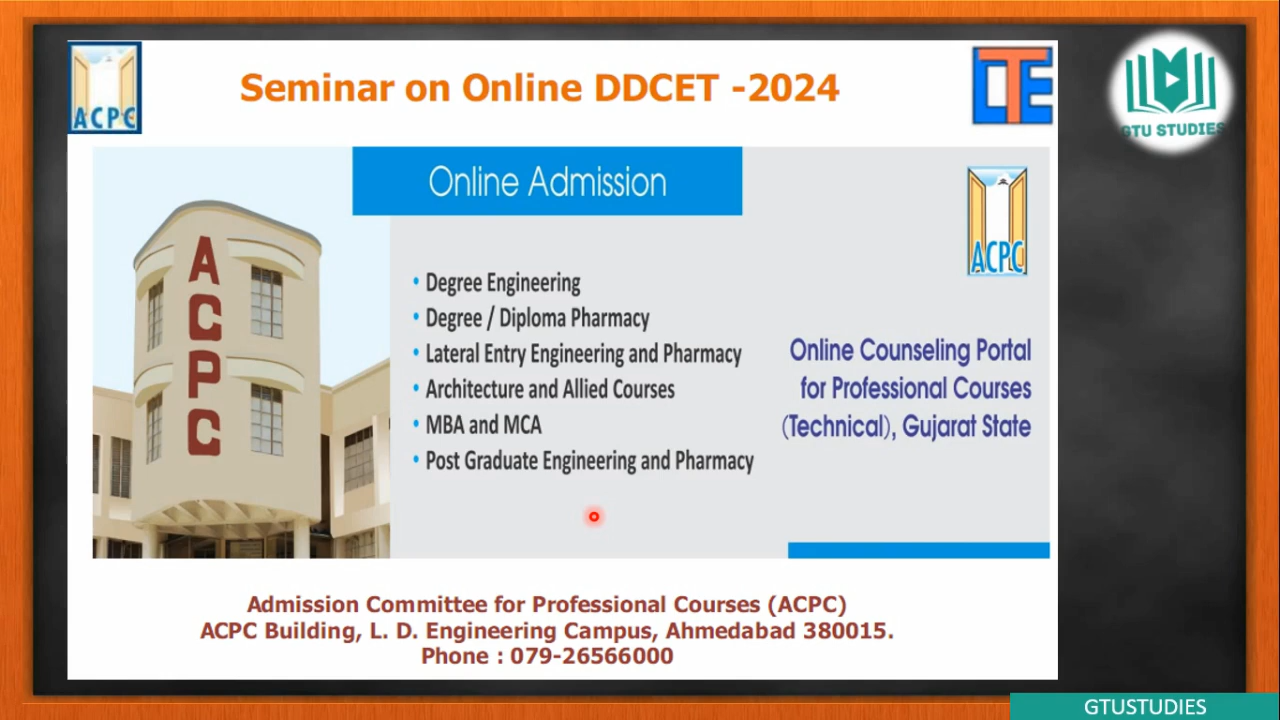 ACPC
Seminar on Online DDCET -2024
CTE
GTU STUDIES
Online Admission
ACPC
ACPC
• Degree Engineering
• Degree / Diploma Pharmacy
• Lateral Entry Engineering and Pharmacy
• Architecture and Allied Courses
• MBA and MCA
• Post Graduate Engineering and Pharmacy
Online Counseling Portal
for Professional Courses
(Technical), Gujarat State
Admission Committee for Professional Courses (ACPC)
ACPC Building, L. D. Engineering Campus, Ahmedabad 380015.
Phone : 079-26566000
GTUSTUDIES